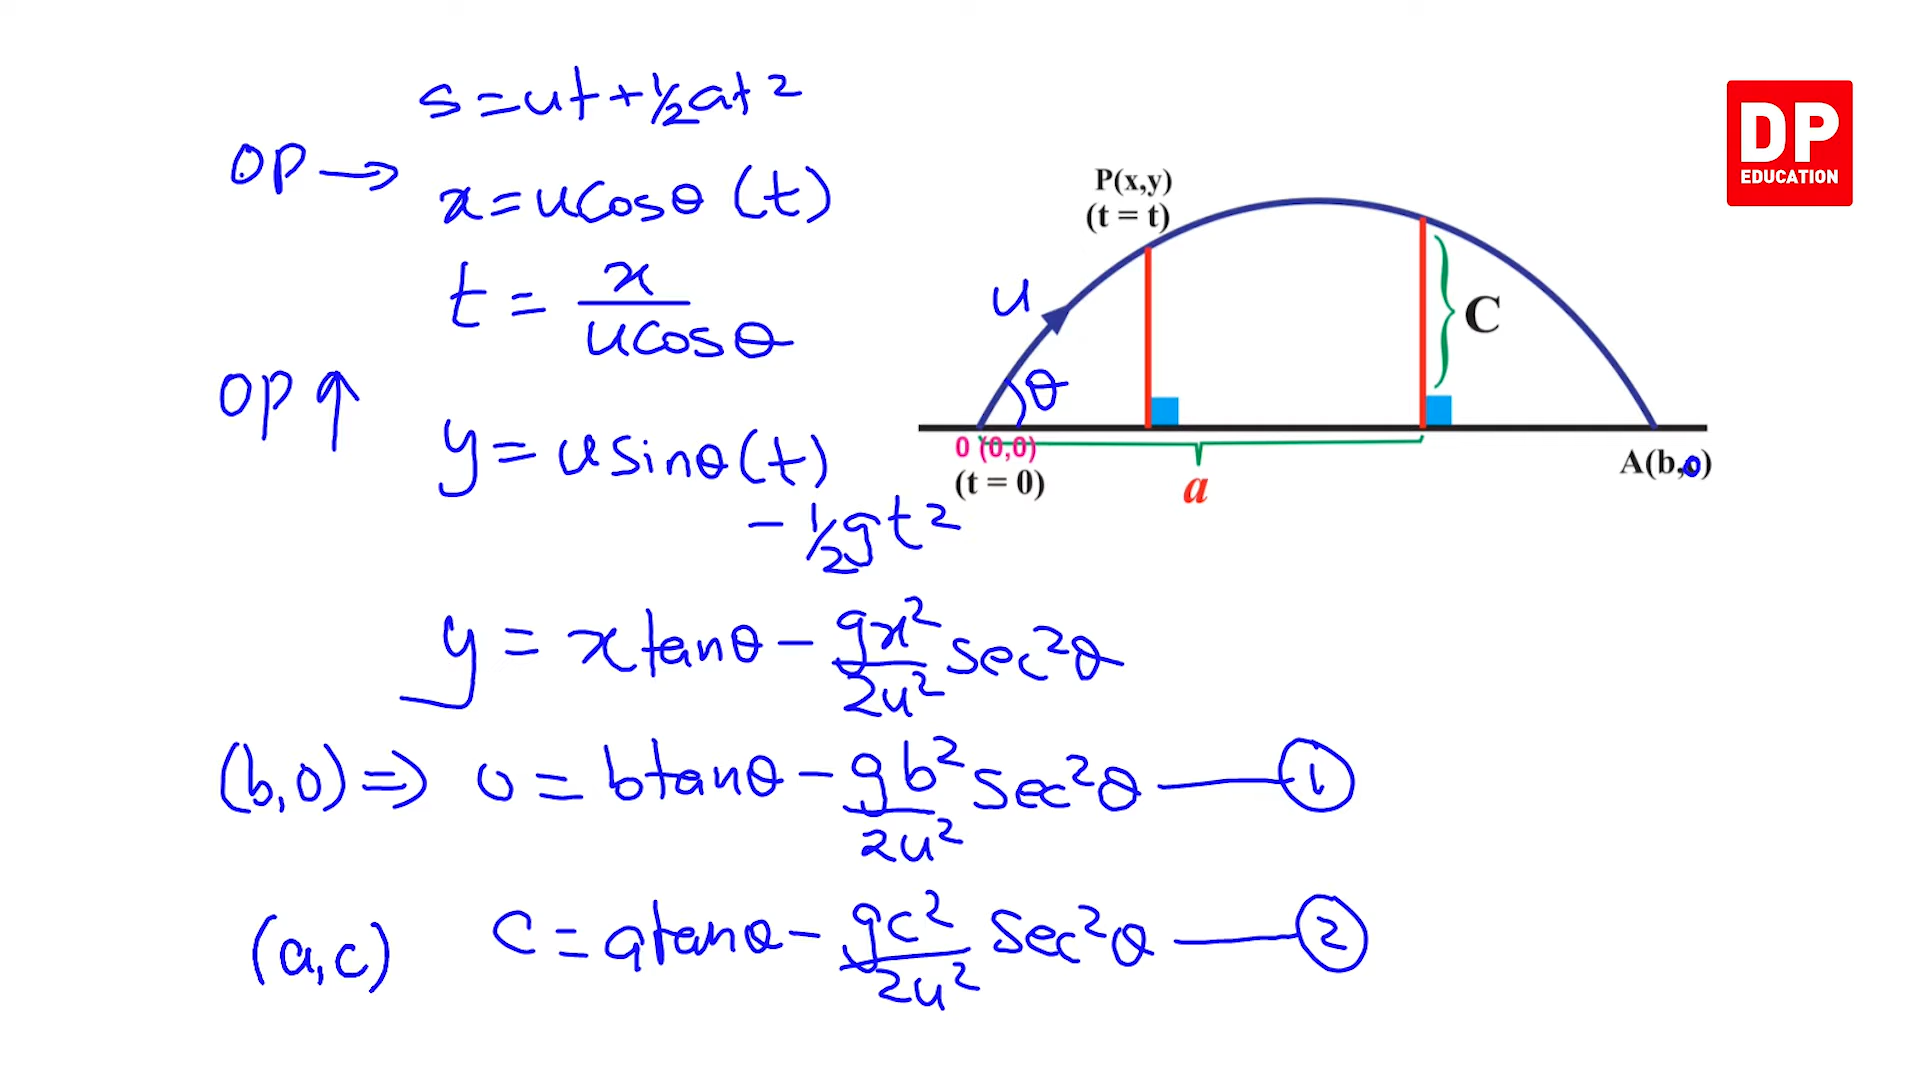 s = ut + ½at²
OP → x = ucosθ (t)
t = x / ucosθ
OP ↑
y = usinθ(t)
- ½gt²
y = xtanθ - gx²/2u² sec²θ
(b,0) ⇒ 0 = btanθ - gb²/2u² sec²θ — ①
(a,c) c = atanθ - gc²/2u² sec²θ — ②
P(x,y)
(t = t)
u
θ
C
0 (0,0)
(t = 0)
a
A(b,0)
DP
EDUCATION